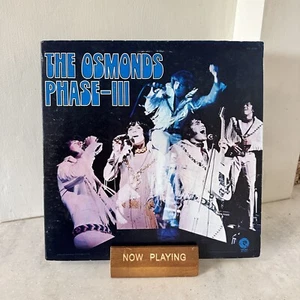 THE OSMONDS
PHASE-III
NOW PLAYING